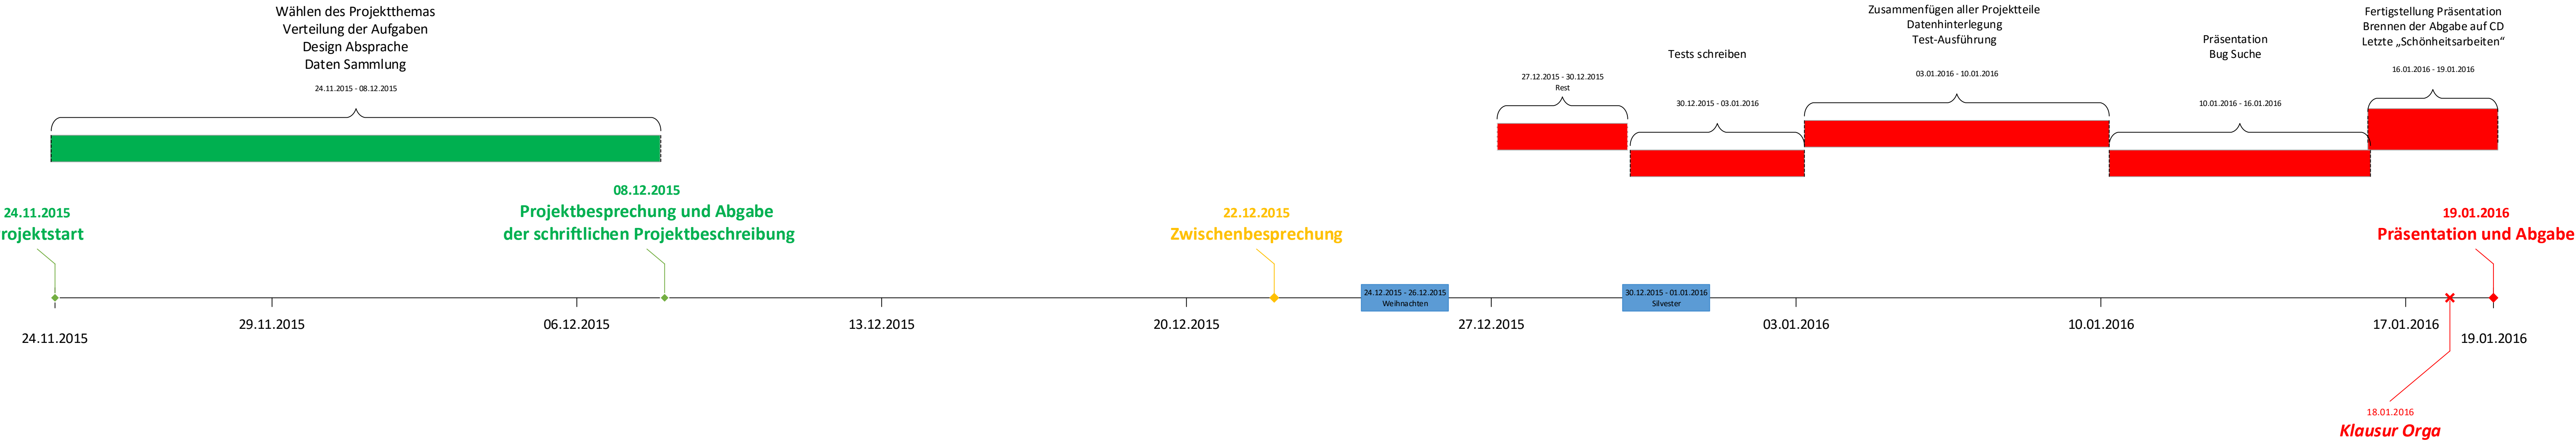 Wählen des Projektthemas
Verteilung der Aufgaben
Design Absprache
Daten Sammlung
24.11.2015 - 08.12.2015
27.12.2015 - 30.12.2015
Rest
Tests schreiben
30.12.2015 - 03.01.2016
Zusammenfügen aller Projektteile
Datenhinterlegung
Test-Ausführung
03.01.2016 - 10.01.2016
Präsentation
Bug Suche
10.01.2016 - 16.01.2016
Fertigstellung Präsentation
Brennen der Abgabe auf CD
Letzte „Schönheitsarbeiten“
16.01.2016 - 19.01.2016
24.11.2015
rojektstart
08.12.2015
Projektbesprechung und Abgabe
der schriftlichen Projektbeschreibung
22.12.2015
Zwischenbesprechung
19.01.2016
Präsentation und Abgabe
24.12.2015 - 26.12.2015
Weihnachten
30.12.2015 - 01.01.2016
Silvester
24.11.2015
29.11.2015
06.12.2015
13.12.2015
20.12.2015
27.12.2015
03.01.2016
10.01.2016
17.01.2016
19.01.2016
18.01.2016
Klausur Orga